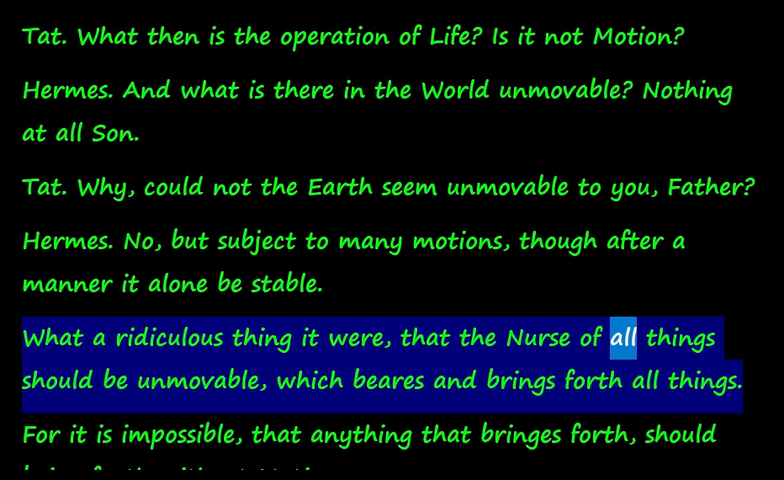 Tat. What then is the operation of Life? Is it not Motion?
Hermes. And what is there in the World unmovable? Nothing
at all Son.
Tat. Why, could not the Earth seem unmovable to you, Father?
Hermes. No, but subject to many motions, though after a
manner it alone be stable.
What a ridiculous thing it were, that the Nurse of all things
should be unmovable, which beares and brings forth all things.
For it is impossible, that anything that bringes forth, should